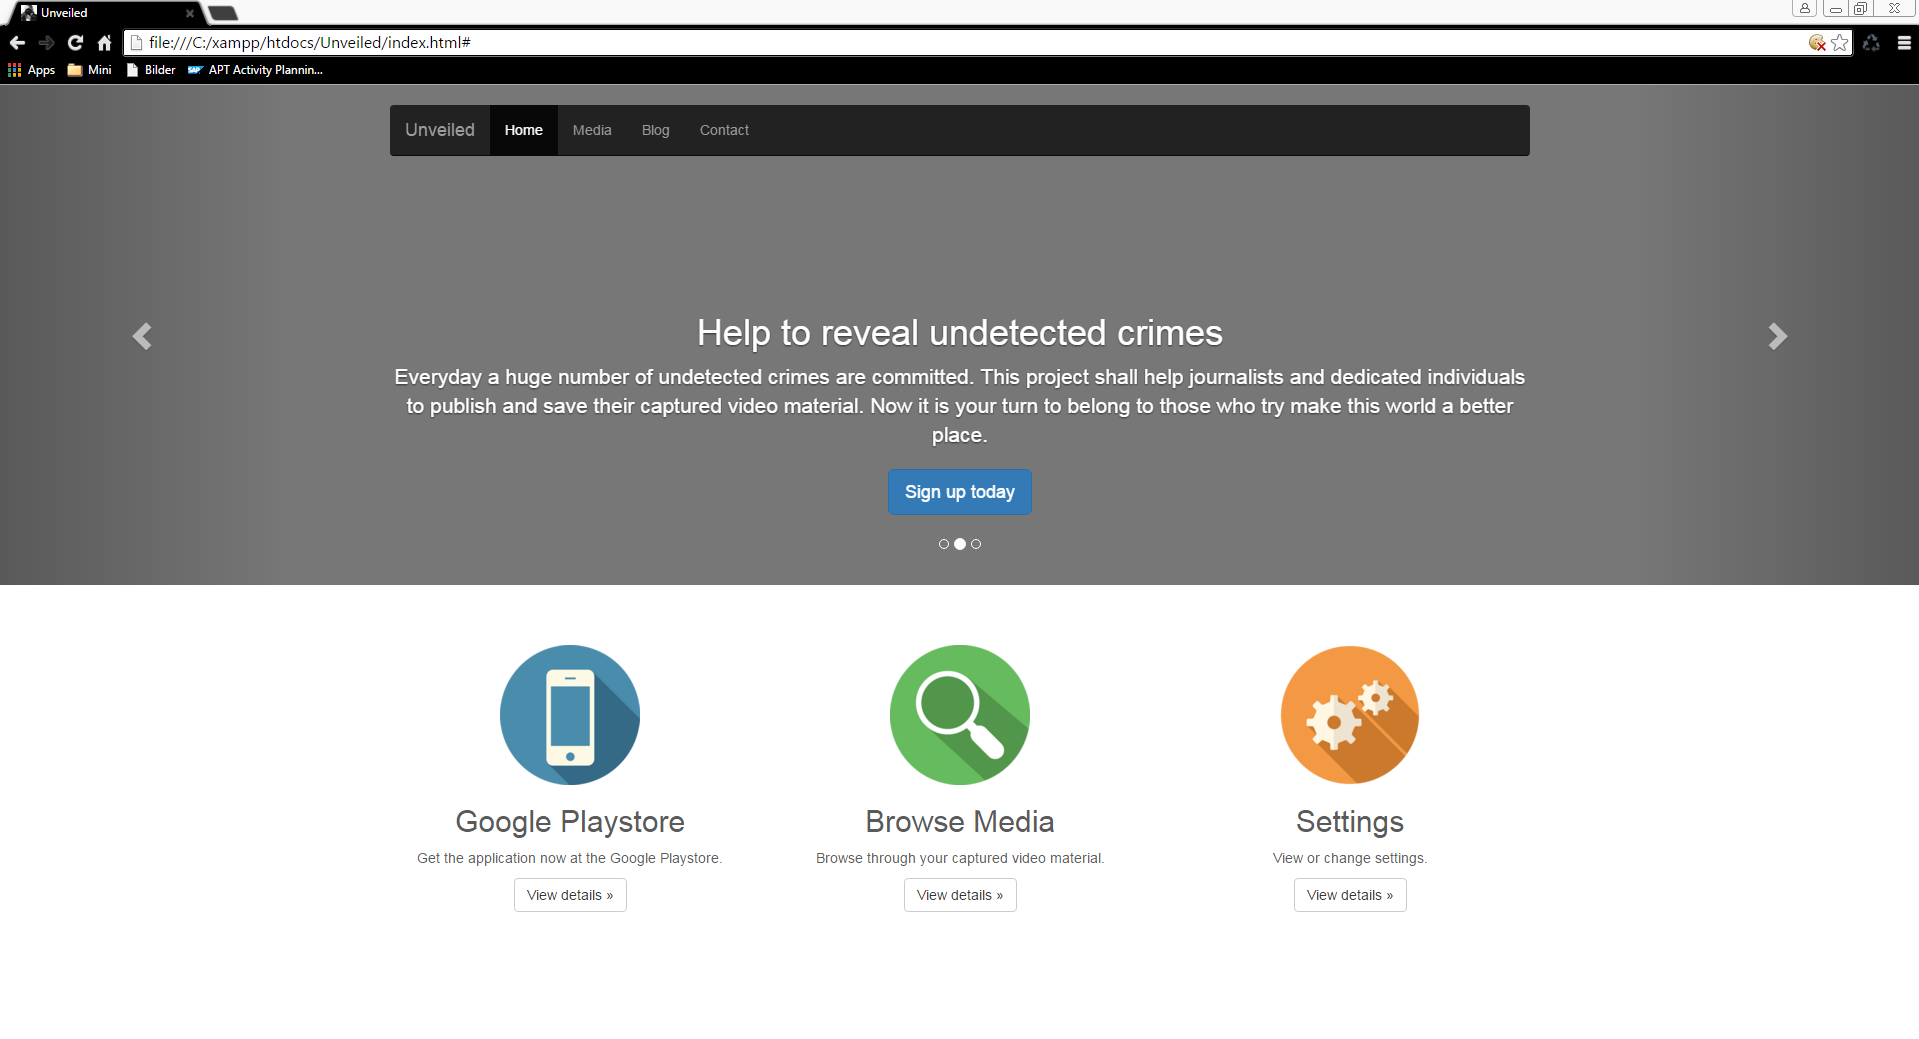 Unveiled
file:///C:/xampp/htdocs/Unveiled/index.html#
Apps Mini Bilder SAP APT Activity Plannin...
Unveiled Home Media Blog Contact
Help to reveal undetected crimes
Everyday a huge number of undetected crimes are committed. This project shall help journalists and dedicated individuals
to publish and save their captured video material. Now it is your turn to belong to those who try make this world a better
place.
Sign up today
Google Playstore
Get the application now at the Google Playstore.
View details »
Browse Media
Browse through your captured video material.
View details »
Settings
View or change settings.
View details »